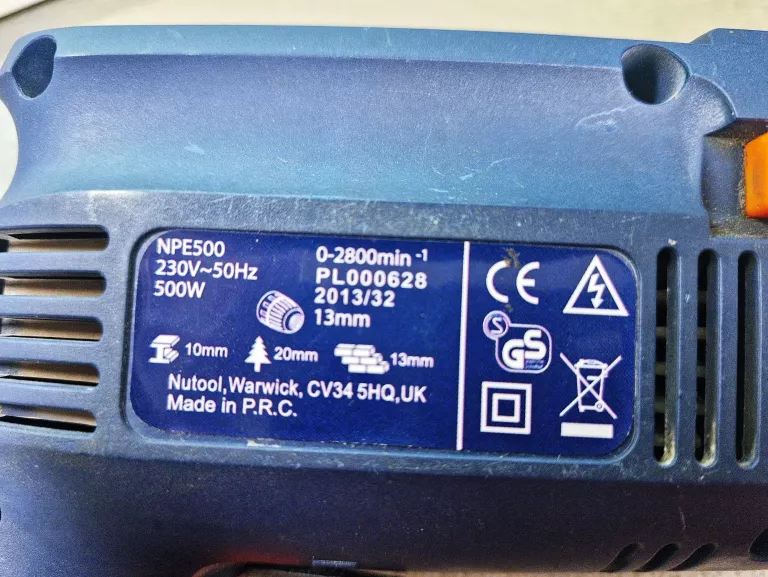 NPE500
230V~50Hz
500W
0-2800min -1
PL000628
2013/32
13mm
10mm 20mm 13mm
Nutool,Warwick, CV34 5HQ,UK
Made in P.R.C.
CE
S
GS